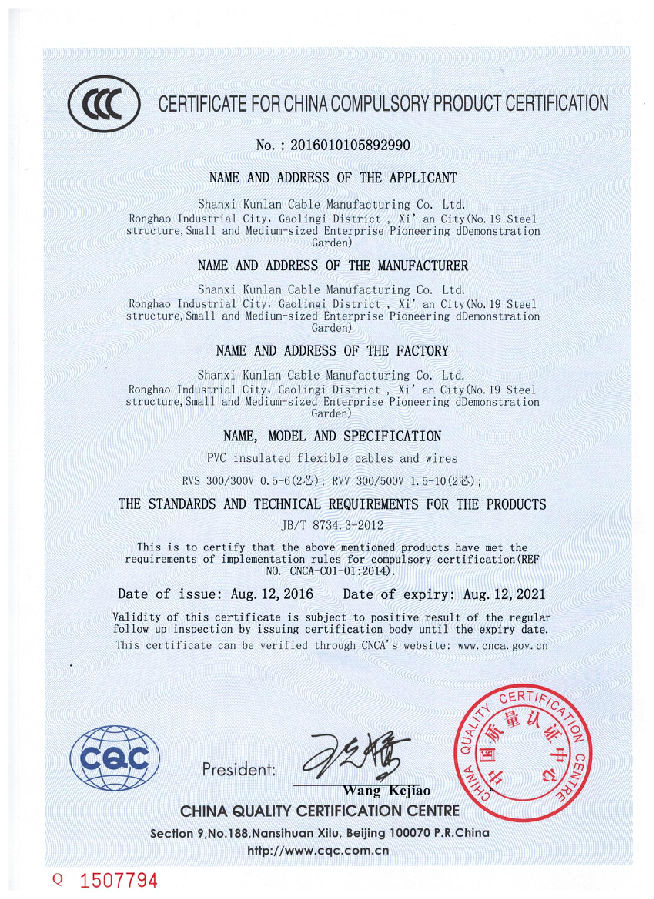 CCC
CERTIFICATE FOR CHINA COMPULSORY PRODUCT CERTIFICATION
No. : 2016010105892990
NAME AND ADDRESS OF THE APPLICANT
Shanxi Kunlan Cable Manufacturing Co. Ltd.
Ronghao Industrial City, Gaolingi District , Xi' an City(No.19 Steel
structure,Small and Medium-sized Enterprise Pioneering dDemonstration
Garden)
NAME AND ADDRESS OF THE MANUFACTURER
Shanxi Kunlan Cable Manufacturing Co. Ltd.
Ronghao Industrial City, Gaolingi District , Xi' an City(No.19 Steel
structure,Small and Medium-sized Enterprise Pioneering dDemonstration
Garden)
NAME AND ADDRESS OF THE FACTORY
Shanxi Kunlan Cable Manufacturing Co. Ltd.
Ronghao Industrial City, Gaolingi District , Xi' an City(No.19 Steel
structure,Small and Medium-sized Enterprise Pioneering dDemonstration
Garden)
NAME, MODEL AND SPECIFICATION
PVC insulated flexible cables and wires
RVS 300/300V 0.5-6(2芯); RVV 300/500V 1.5-10(2芯);
THE STANDARDS AND TECHNICAL REQUIREMENTS FOR THE PRODUCTS
JB/T 8734.3-2012
This is to certify that the above mentioned products have met the
requirements of implementation rules for compulsory certification(REF
NO. CNCA-C01-01:2014).
Date of issue: Aug.12,2016 Date of expiry: Aug.12,2021
Validity of this certificate is subject to positive result of the regular
follow up inspection by issuing certification body until the expiry date.
This certificate can be verified through CNCA's website: www.cnca.gov.cn
CQC
President:
Wang Kejiao
CHINA QUALITY CERTIFICATION CENTRE
中国质量认证中心
CHINA QUALITY CERTIFICATION CENTRE
Section 9,No.188,Nansihuan Xilu, Beijing 100070 P.R.China
http://www.cqc.com.cn
Q 1507794